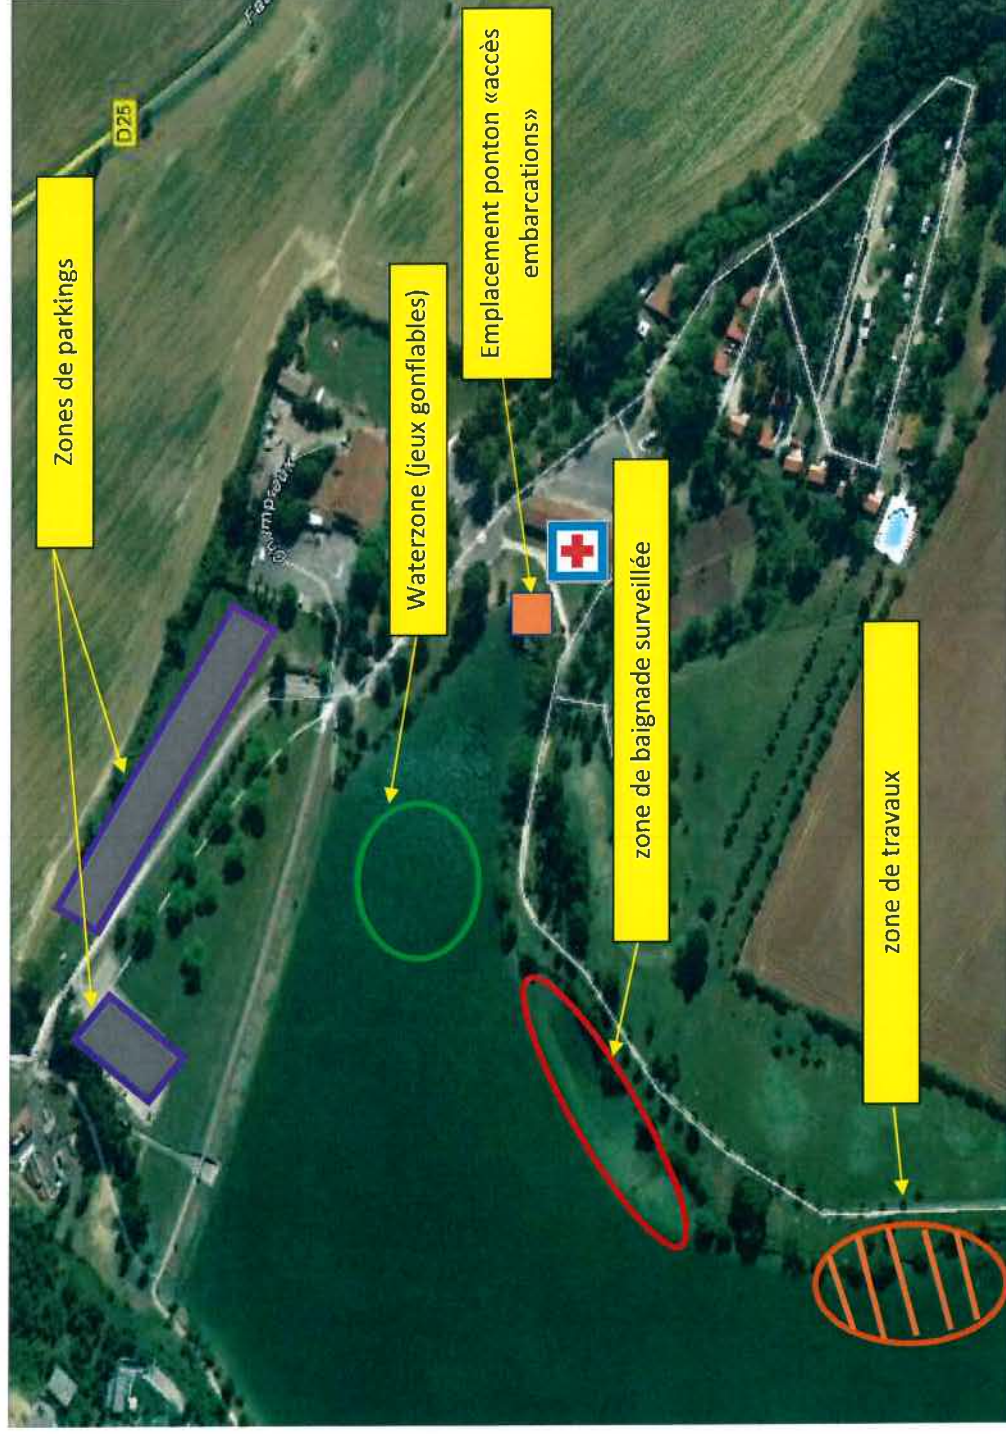 Zones de parkings
D25
Waterzone (jeux gonflables)
Emplacement ponton «accès
embarcations»
zone de baignade surveillée
zone de travaux